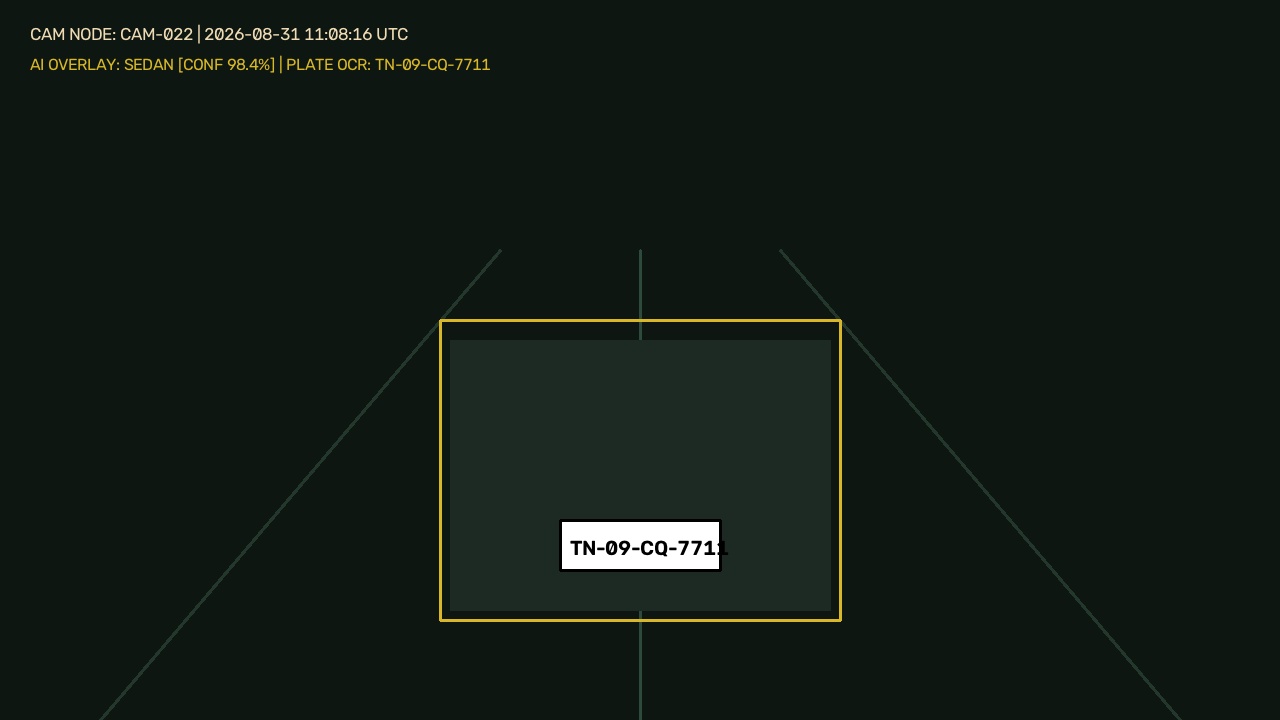 CAM NODE: CAM-022 | 2026-08-31 11:08:16 UTC
AI OVERLAY: SEDAN [CONF 98.4%] | PLATE OCR: TN-09-CQ-7711
TN-09-CQ-7711